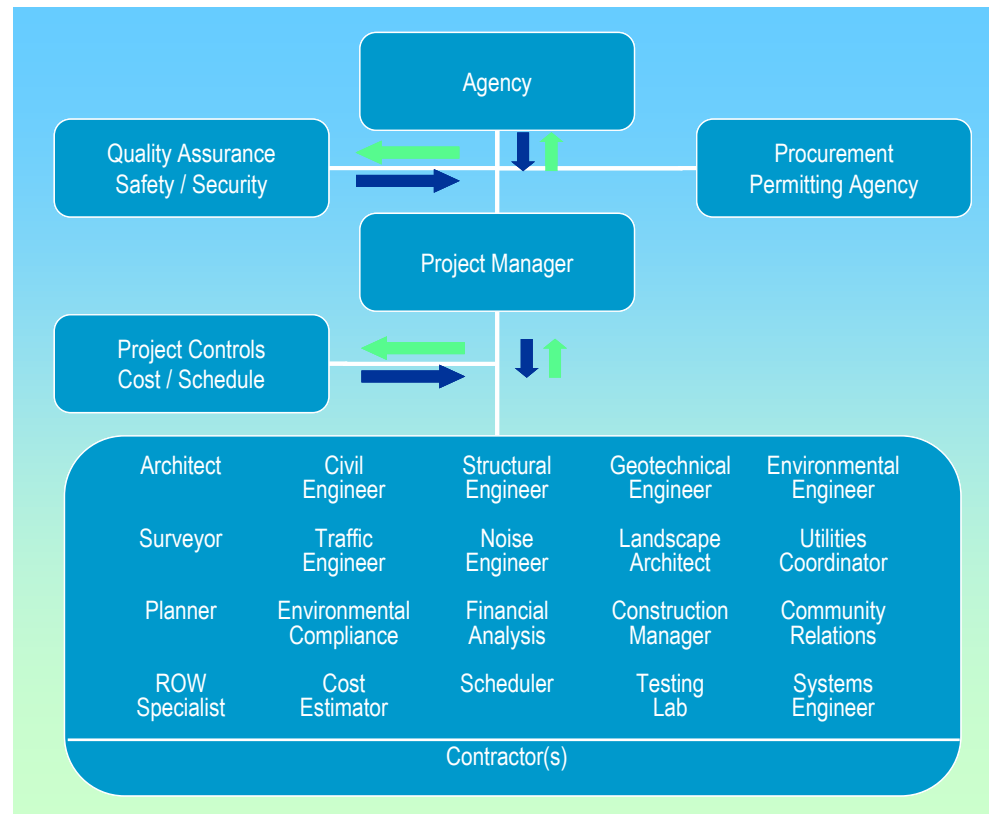 Agency
Quality Assurance
Safety / Security
Procurement
Permitting Agency
Project Manager
Project Controls
Cost / Schedule
Architect
Civil
Engineer
Structural
Engineer
Geotechnical
Engineer
Environmental
Engineer
Surveyor
Traffic
Engineer
Noise
Engineer
Landscape
Architect
Utilities
Coordinator
Planner
Environmental
Compliance
Financial
Analysis
Construction
Manager
Community
Relations
ROW
Specialist
Cost
Estimator
Scheduler
Testing
Lab
Systems
Engineer
Contractor(s)